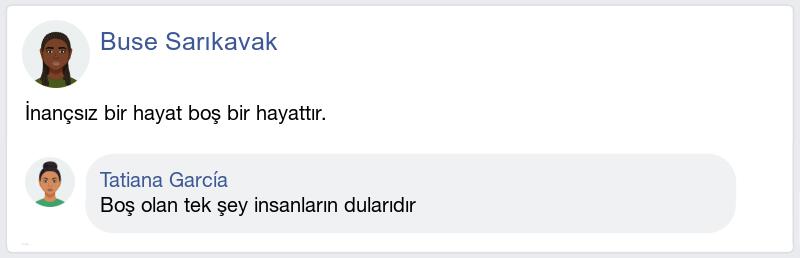 Buse Sarıkavak
İnançsız bir hayat boş bir hayattır.
Tatiana García
Boş olan tek şey insanların dularıdır